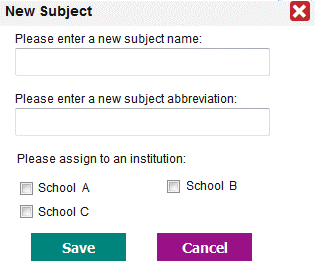 New Subject
Please enter a new subject name:
Please enter a new subject abbreviation:
Please assign to an institution:
School A
School B
School C
Save
Cancel